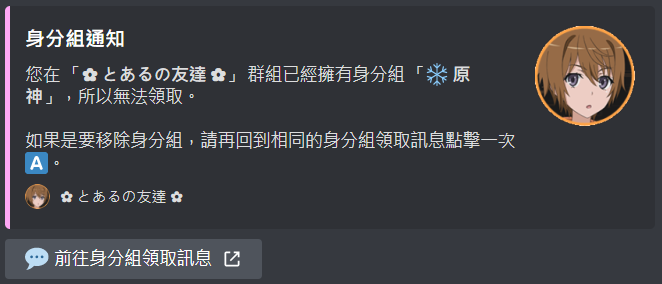 身分組通知
您在「✿ とあるの友達 ✿」群組已經擁有身分組「❄ 原
神」，所以無法領取。
如果是要移除身分組，請再回到相同的身分組領取訊息點擊一次
🅰。
✿ とあるの友達 ✿
💬 前往身分組領取訊息